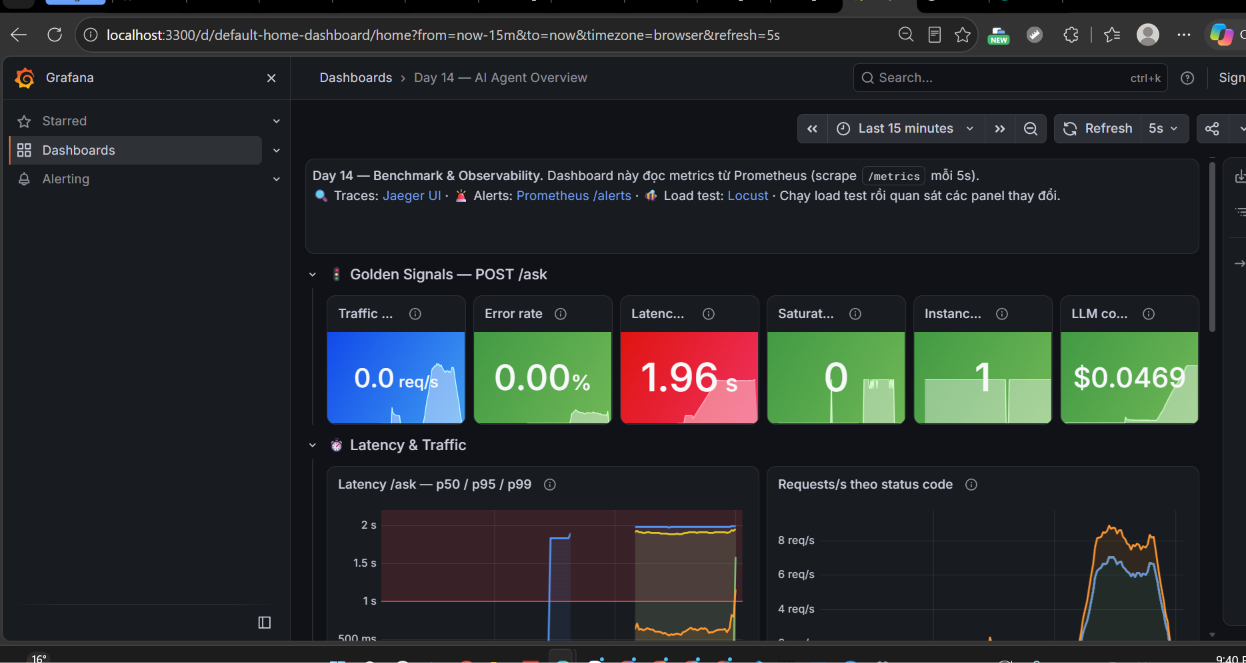 localhost:3300/d/default-home-dashboard/home?from=now-15m&to=now&timezone=browser&refresh=5s
NEW
Grafana
Dashboards › Day 14 — AI Agent Overview
Search... ctrl+k
Sign
Starred
Dashboards
Alerting
Last 15 minutes
Refresh 5s
Day 14 — Benchmark & Observability. Dashboard này đọc metrics từ Prometheus (scrape /metrics mỗi 5s).
Traces: Jaeger UI · Alerts: Prometheus /alerts · Load test: Locust · Chạy load test rồi quan sát các panel thay đổi.
Golden Signals — POST /ask
Traffic ... Error rate Latenc... Saturat... Instanc... LLM co...
0.0 req/s 0.00% 1.96 s 0 1 $0.0469
Latency & Traffic
Latency /ask — p50 / p95 / p99
2 s
1.5 s
1 s
500 ms
Requests/s theo status code
8 req/s
6 req/s
4 req/s
16°